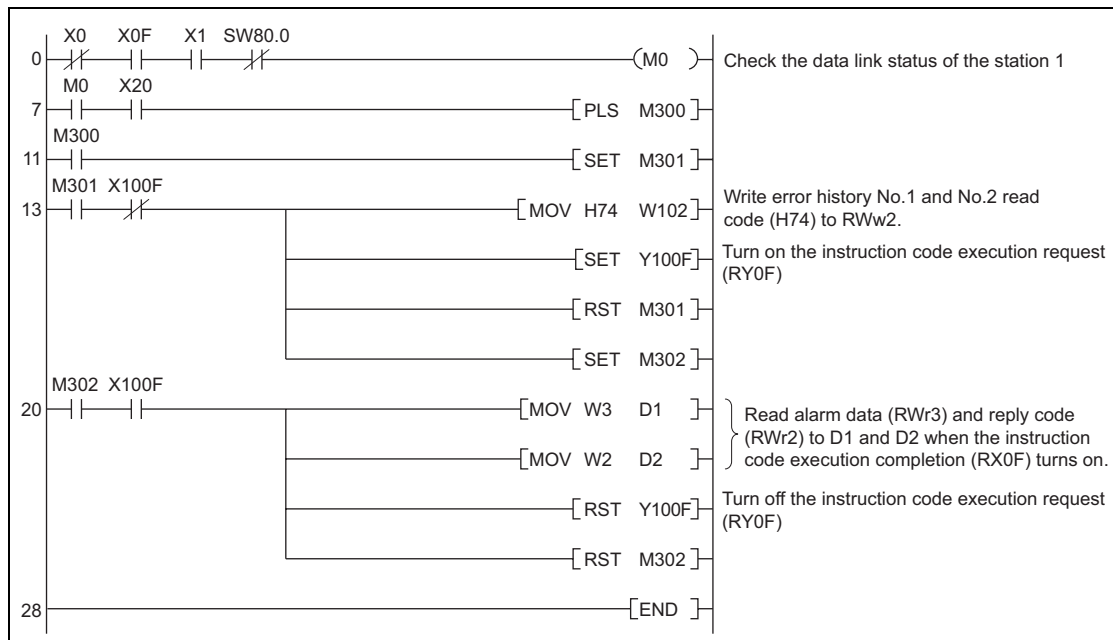 X0 X0F X1 SW80.0
0 M0 Check the data link status of the station 1
M0 X20
7 PLS M300
M300
11 SET M301
M301 X100F
13 MOV H74 W102 Write error history No.1 and No.2 read
code (H74) to RWw2.
SET Y100F Turn on the instruction code execution request
(RY0F)
RST M301
SET M302
M302 X100F
20 MOV W3 D1 Read alarm data (RWr3) and reply code
(RWr2) to D1 and D2 when the instruction
MOV W2 D2 code execution completion (RX0F) turns on.
RST Y100F Turn off the instruction code execution request
(RY0F)
RST M302
28 END